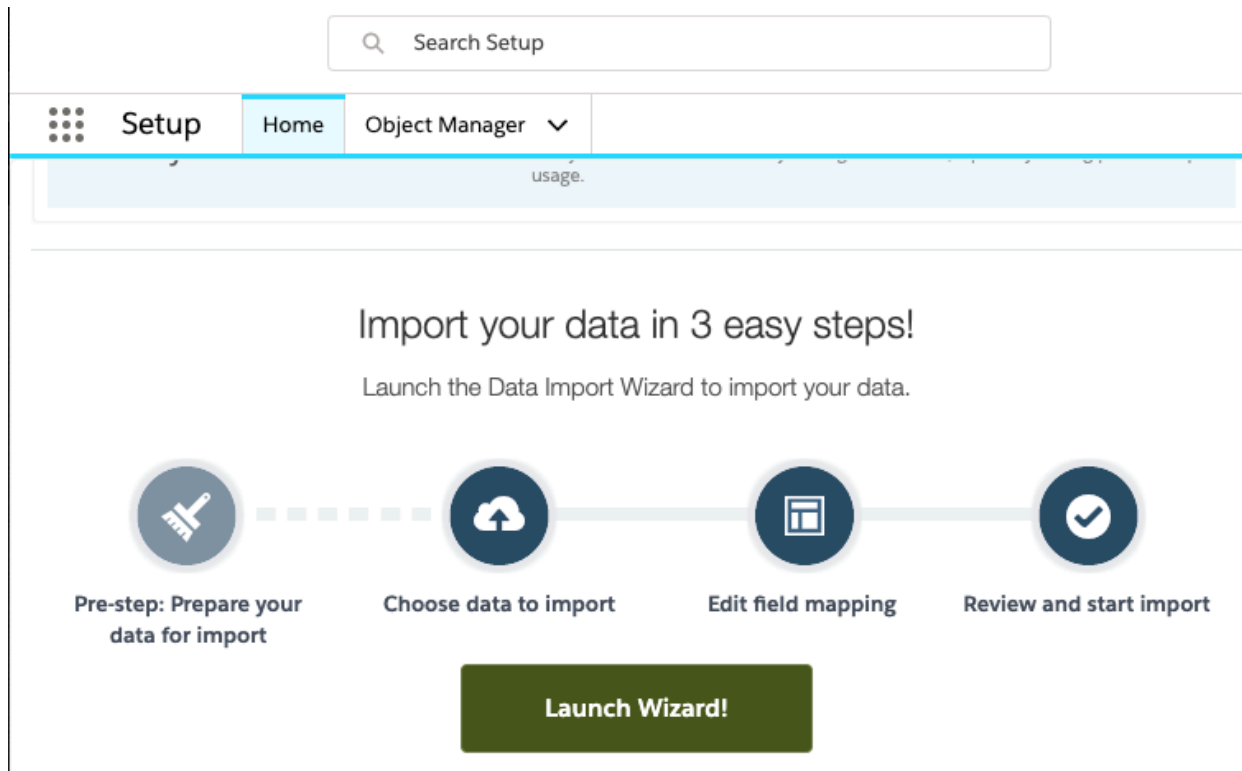 Search Setup
Setup Home Object Manager
usage.
Import your data in 3 easy steps!
Launch the Data Import Wizard to import your data.
Pre-step: Prepare your
data for import
Choose data to import
Edit field mapping
Review and start import
Launch Wizard!